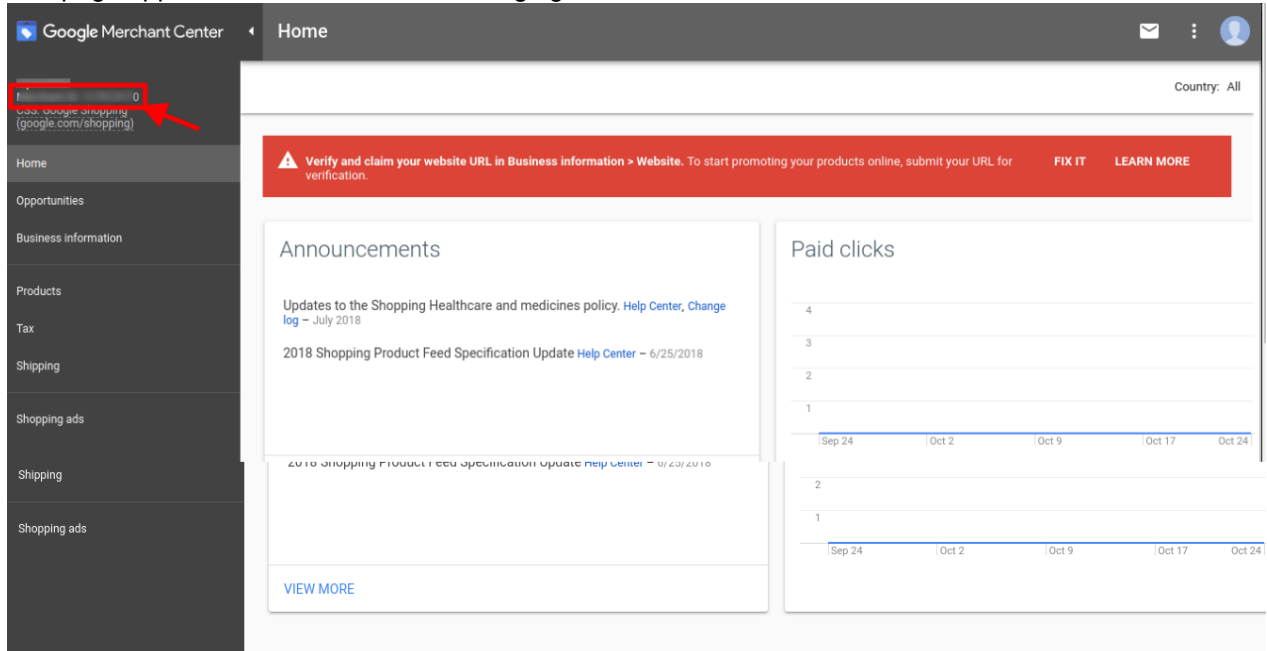 Google Merchant Center
Home
Country: All
0
CSS: Google Shopping
(google.com/shopping)
Home
Opportunities
Business information
Products
Tax
Shipping
Shopping ads
Shipping
Shopping ads
Verify and claim your website URL in Business information > Website. To start promoting your products online, submit your URL for
verification.
FIX IT
LEARN MORE
Announcements
Updates to the Shopping Healthcare and medicines policy. Help Center, Change
log – July 2018
2018 Shopping Product Feed Specification Update Help Center – 6/25/2018
2018 Shopping Product Feed Specification Update Help Center – 6/25/2018
VIEW MORE
Paid clicks
4
3
2
1
Sep 24 Oct 2 Oct 9 Oct 17 Oct 24
2
1
Sep 24 Oct 2 Oct 9 Oct 17 Oct 24